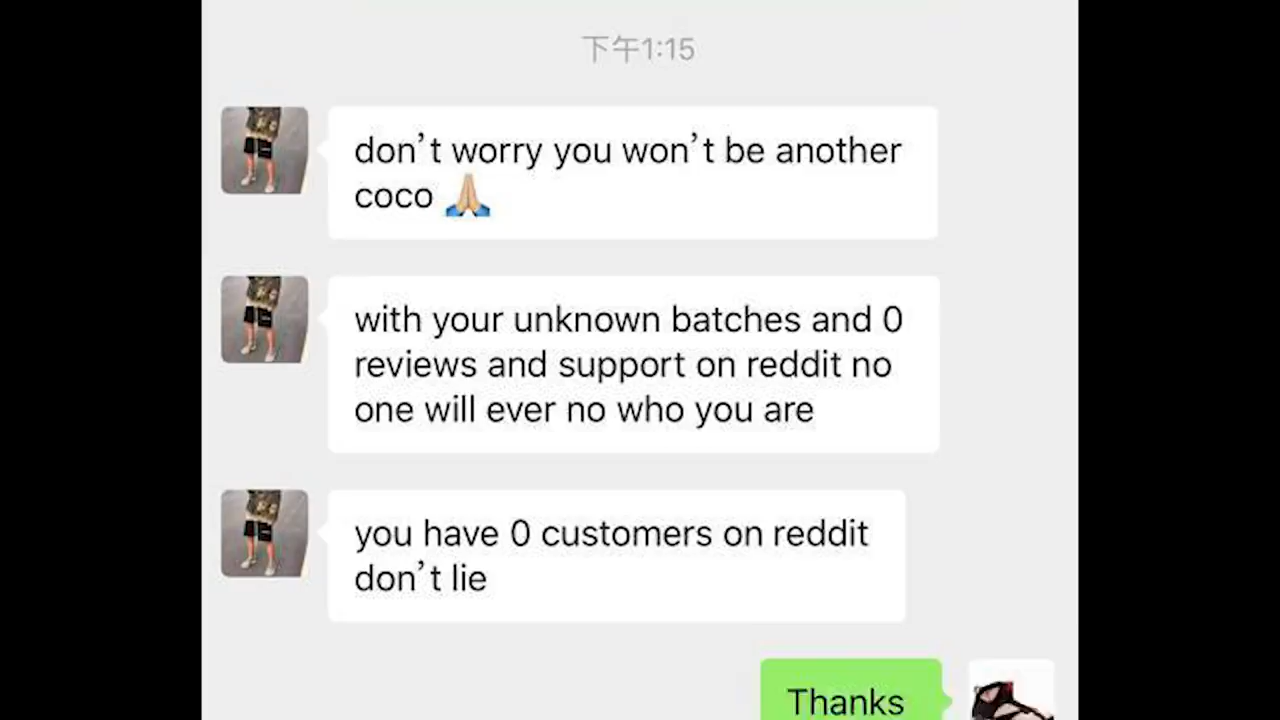 下午1:15
don't worry you won't be another
coco 🙏🏼
with your unknown batches and 0
reviews and support on reddit no
one will ever no who you are
you have 0 customers on reddit
don't lie
Thanks